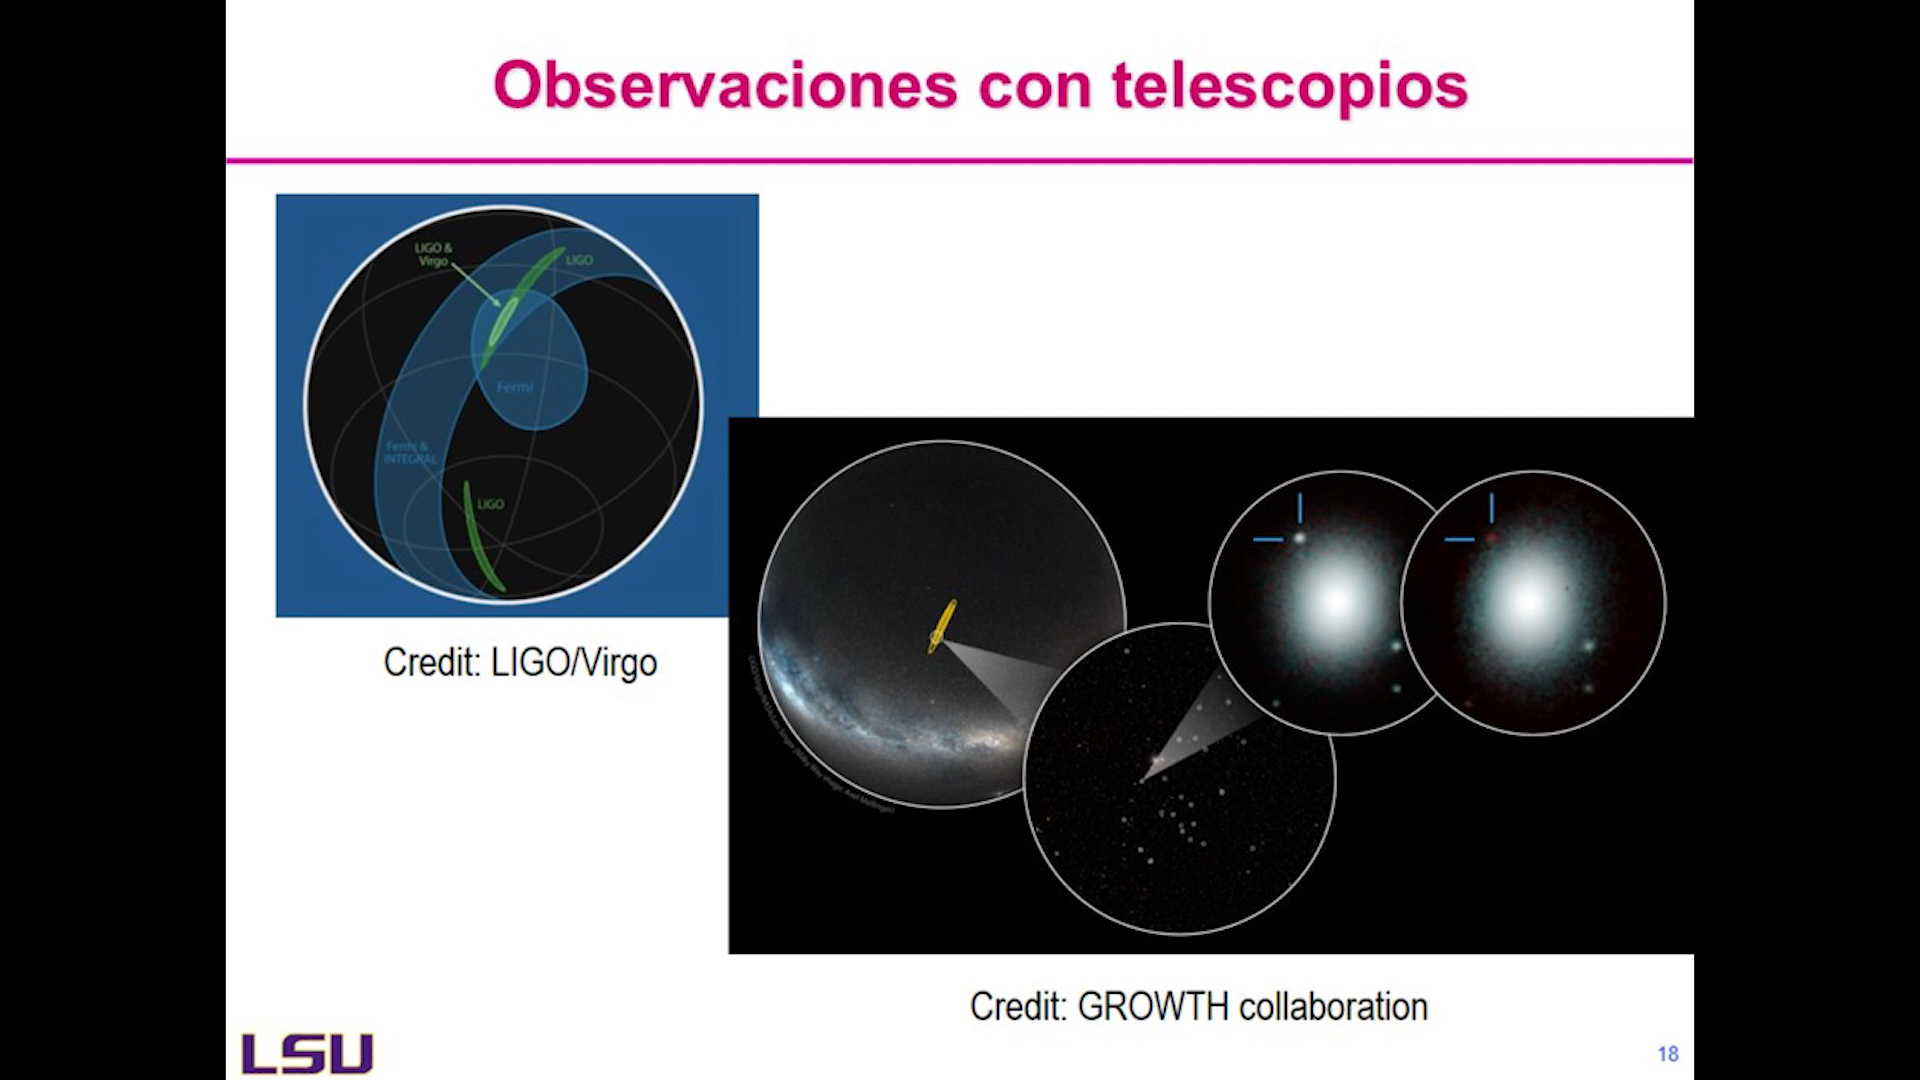 Observaciones con telescopios
LIGO &
Virgo
LIGO
Fermi
Fermi &
INTEGRAL
LIGO
Credit: LIGO/Virgo
Credit: GROWTH collaboration
LSU
18